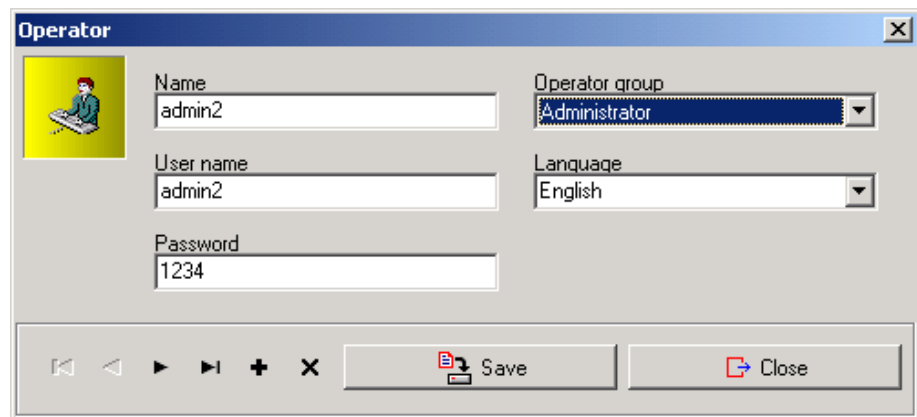 Operator
Name
admin2
Operator group
Administrator
User name
admin2
Language
English
Password
1234
Save
Close